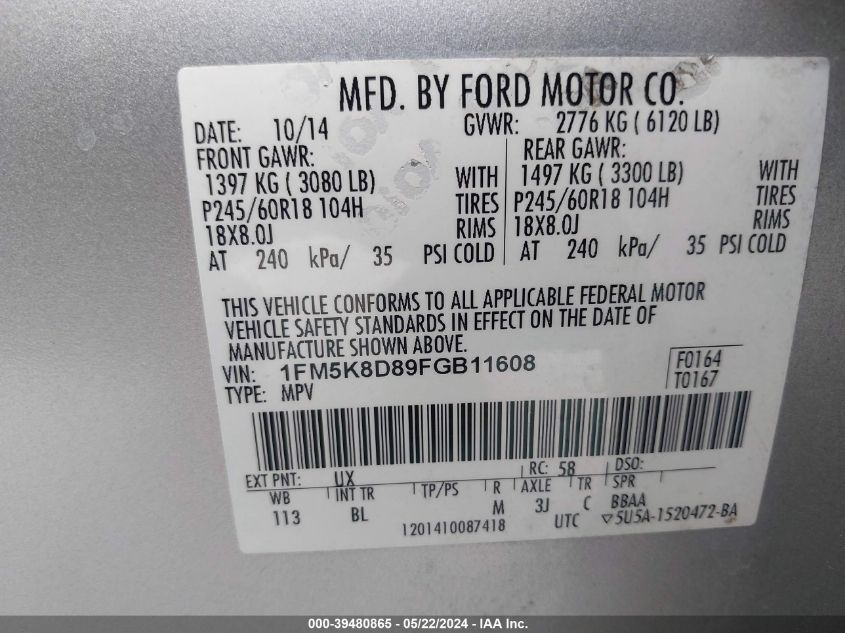 MFD. BY FORD MOTOR CO.
DATE: 10/14 GVWR: 2776 KG ( 6120 LB)
FRONT GAWR: REAR GAWR:
1397 KG ( 3080 LB) WITH 1497 KG ( 3300 LB) WITH
P245/60R18 104H TIRES P245/60R18 104H TIRES
18X8.0J RIMS 18X8.0J RIMS
AT 240 kPa/ 35 PSI COLD AT 240 kPa/ 35 PSI COLD
THIS VEHICLE CONFORMS TO ALL APPLICABLE FEDERAL MOTOR
VEHICLE SAFETY STANDARDS IN EFFECT ON THE DATE OF
MANUFACTURE SHOWN ABOVE.
VIN: 1FM5K8D89FGB11608 F0164
TYPE: MPV T0167
EXT PNT: UX RC: 58 DSO:
WB INT TR TP/PS R AXLE TR SPR
113 BL M 3J C BBAA
1201410087418 UTC ▽5U5A-1520472-BA
000-39480865 - 05/22/2024 - IAAI.COM